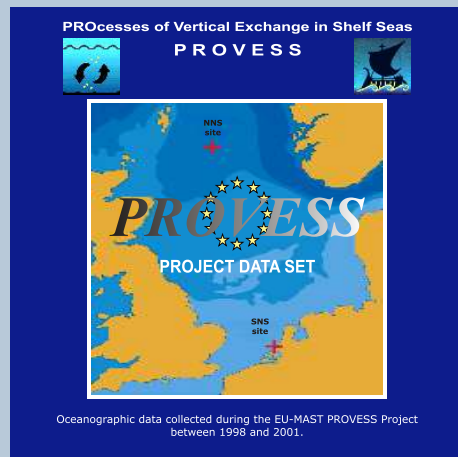 PROcesses of Vertical Exchange in Shelf Seas
P R O V E S S
NNS
site
PROVESS
PROJECT DATA SET
SNS
site
Oceanographic data collected during the EU-MAST PROVESS Project
between 1998 and 2001.